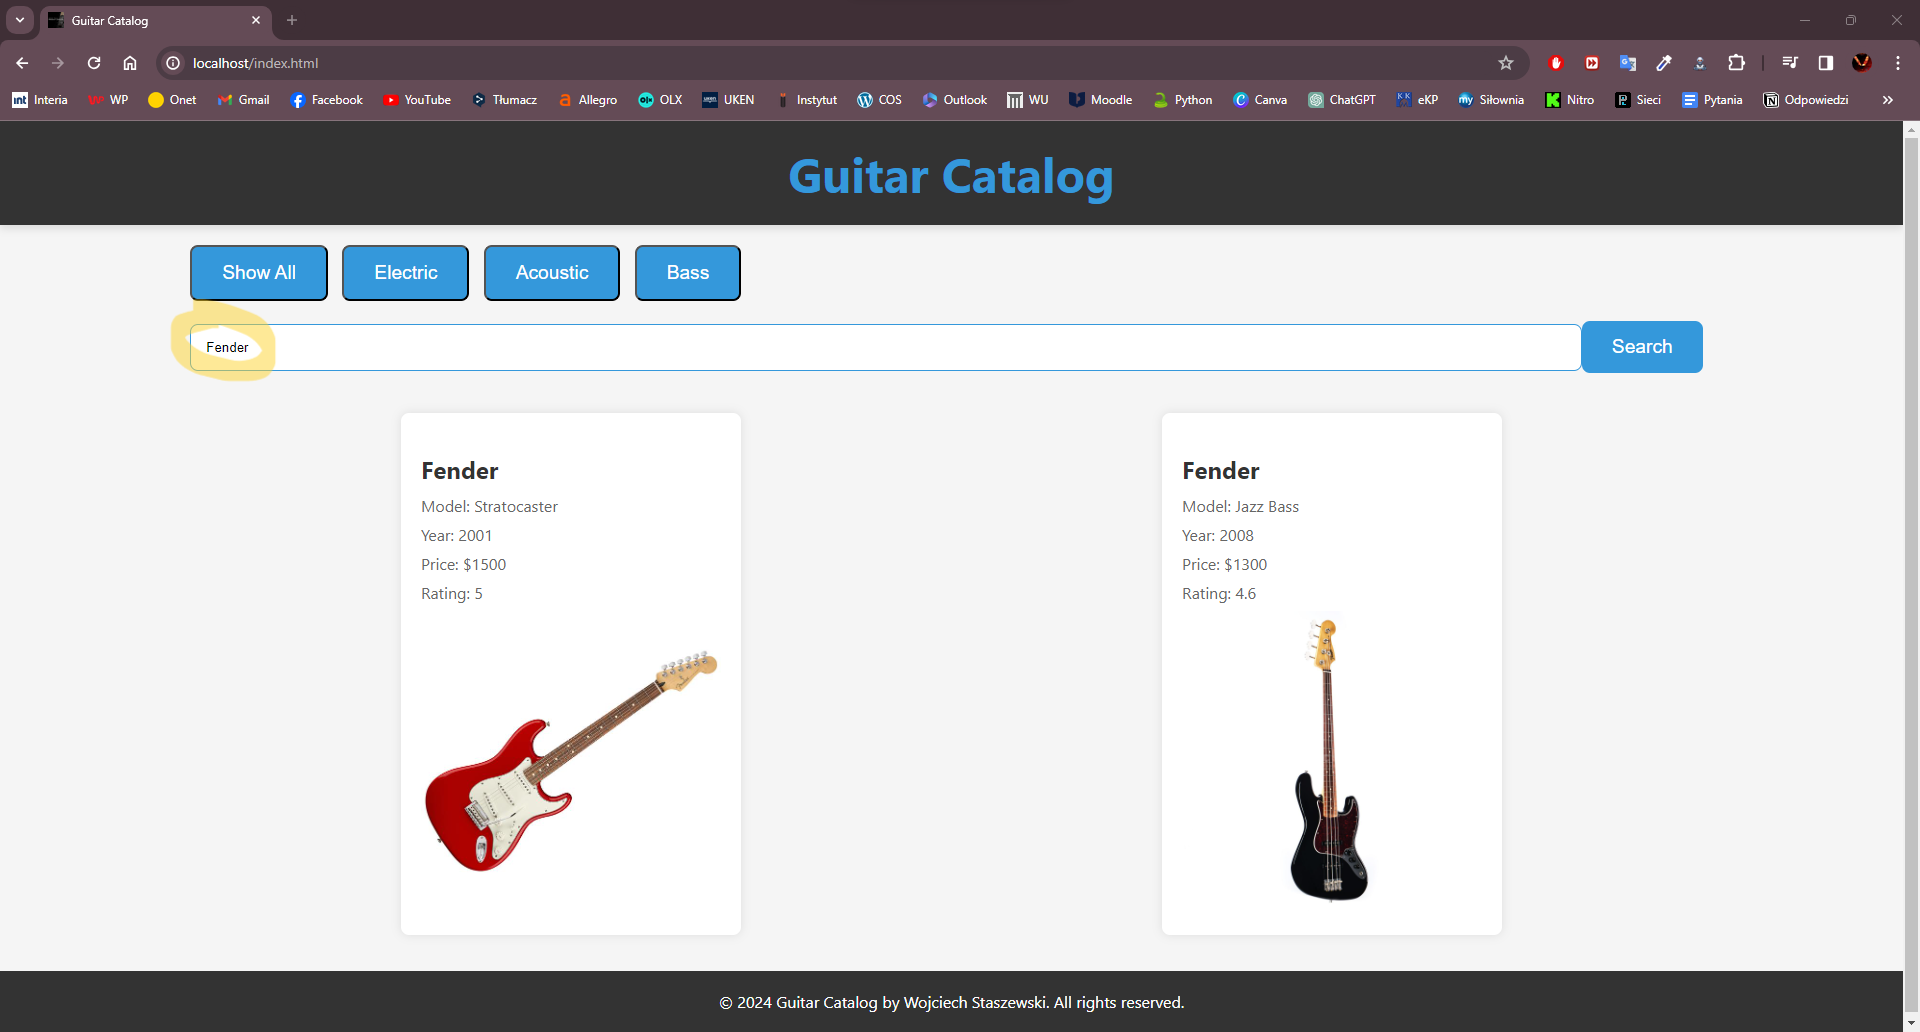 Guitar Catalog
localhost/index.html
Interia WP Onet Gmail Facebook YouTube Tłumacz Allegro OLX UKEN Instytut COS Outlook WU Moodle Python Canva ChatGPT eKP Siłownia Nitro Sieci Pytania Odpowiedzi
Guitar Catalog
Show All Electric Acoustic Bass
Fender Search
Fender
Model: Stratocaster
Year: 2001
Price: $1500
Rating: 5
Fender
Model: Jazz Bass
Year: 2008
Price: $1300
Rating: 4.6
© 2024 Guitar Catalog by Wojciech Staszewski. All rights reserved.